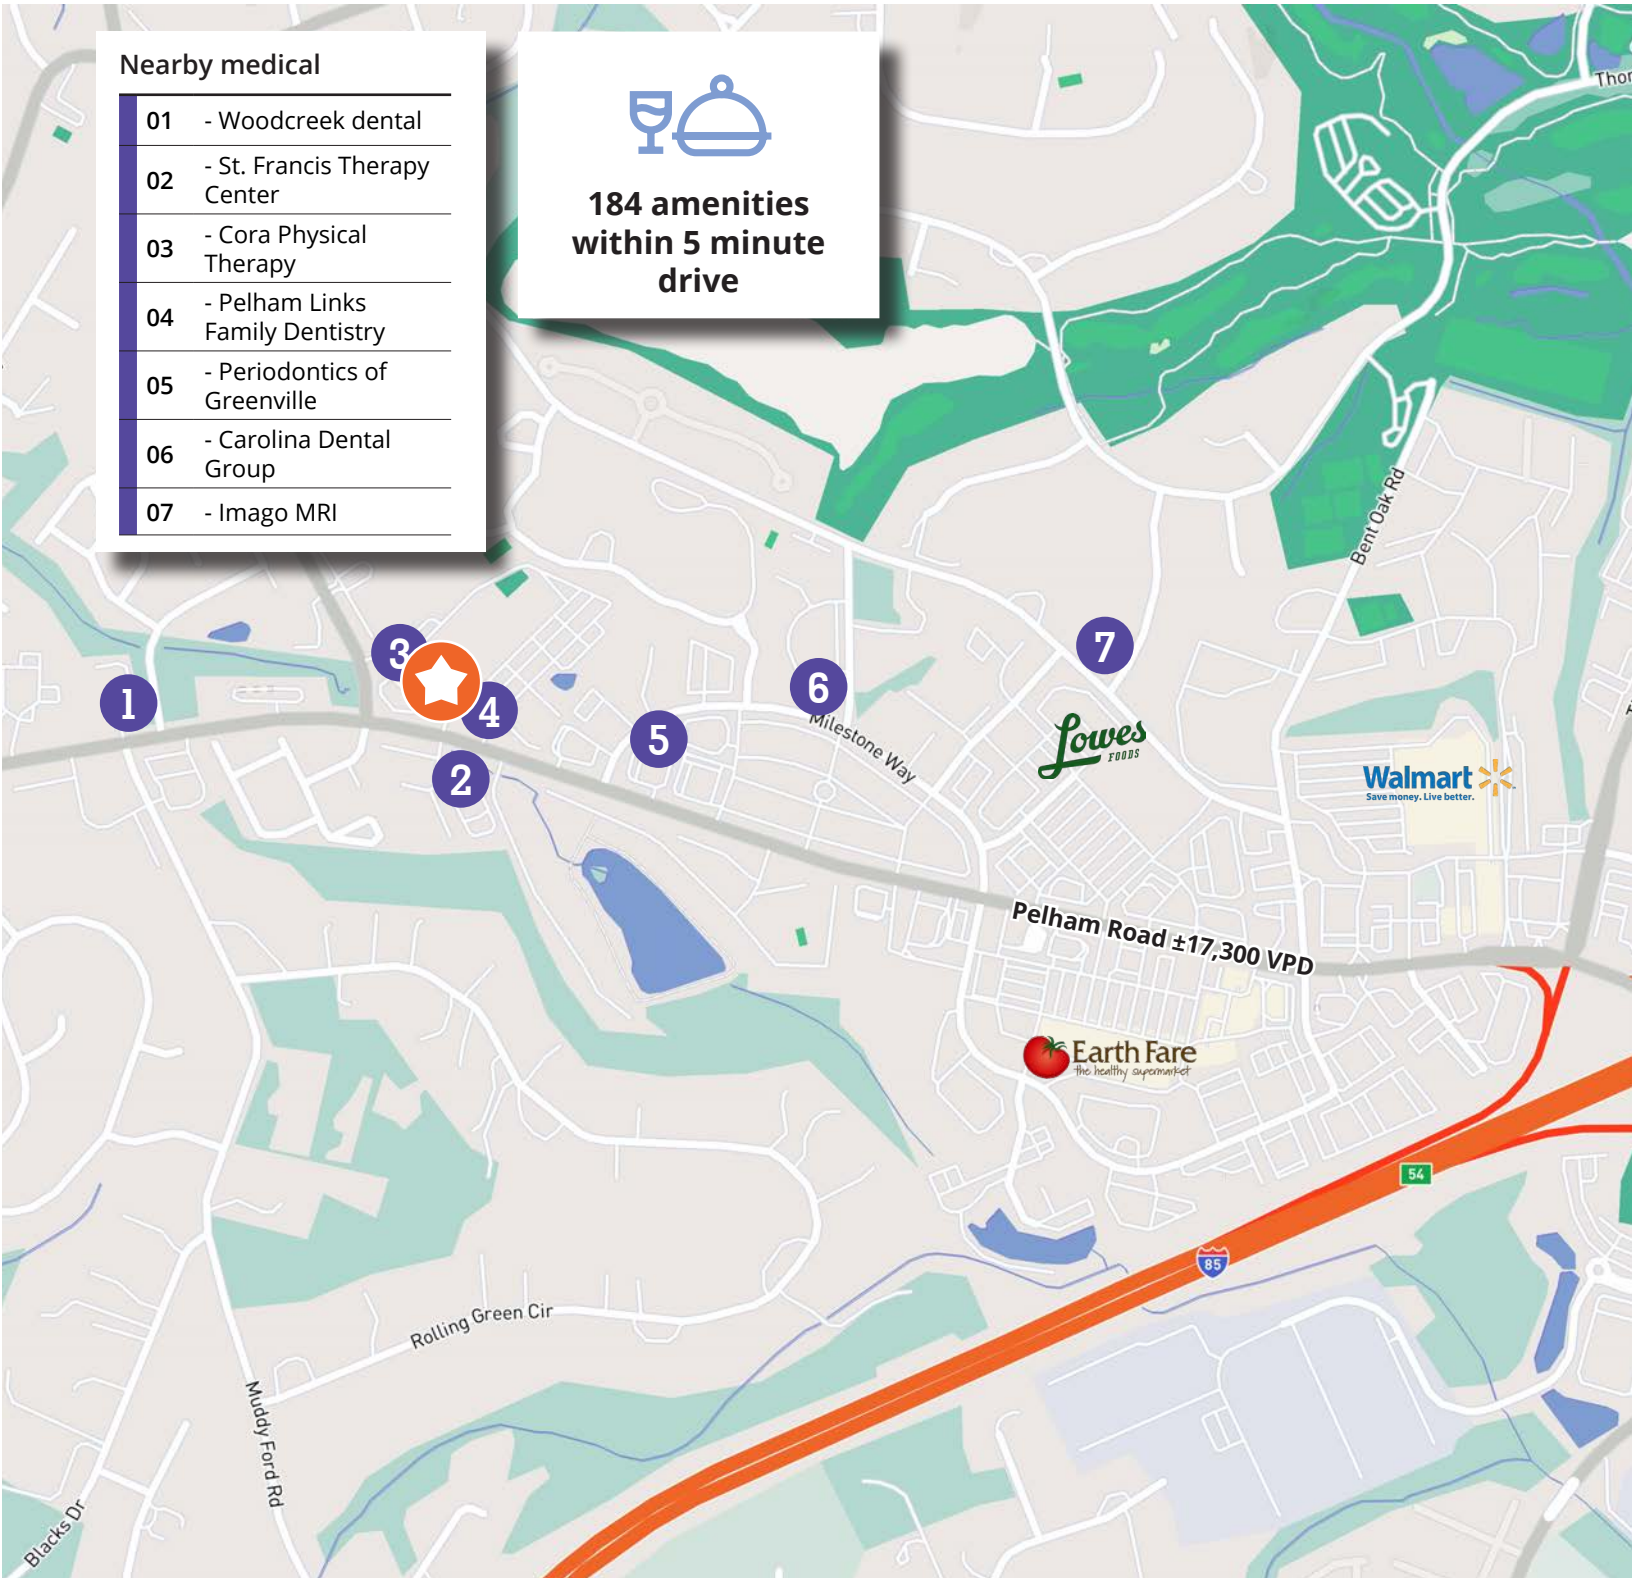 Nearby medical
01 - Woodcreek dental
02 - St. Francis Therapy
Center
03 - Cora Physical
Therapy
04 - Pelham Links
Family Dentistry
05 - Periodontics of
Greenville
06 - Carolina Dental
Group
07 - Imago MRI
184 amenities
within 5 minute
drive
Bent Oak Rd
3
7
1
4
6
5
2
Milestone Way
Lowes
FOODS
Walmart
Save money. Live better.
Pelham Road ±17,300 VPD
Earth Fare
the healthy supermarket
54
85
Rolling Green Cir
Muddy Ford Rd
Blacks Dr